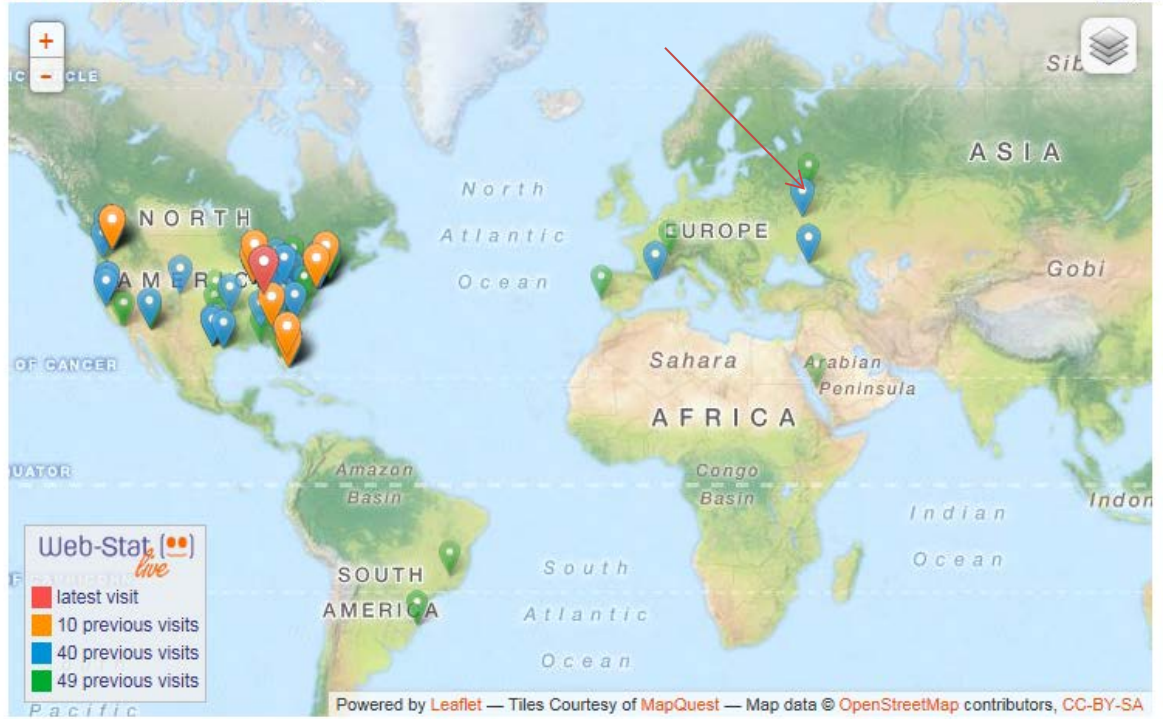 +
-
IC CIRCLE
Sib
ASIA
North
Atlantic
Ocean
NORTH
AMERIC
EUROPE
Gobi
OF CANCER
Sahara
Arabian
Peninsula
AFRICA
UATOR
Amazon
Basin
Congo
Basin
Indian
Ocean
Indon
SOUTH
AMERICA
South
Atlantic
Ocean
Web-Stat
live
latest visit
10 previous visits
40 previous visits
49 previous visits
Pacific
Powered by Leaflet — Tiles Courtesy of MapQuest — Map data © OpenStreetMap contributors, CC-BY-SA